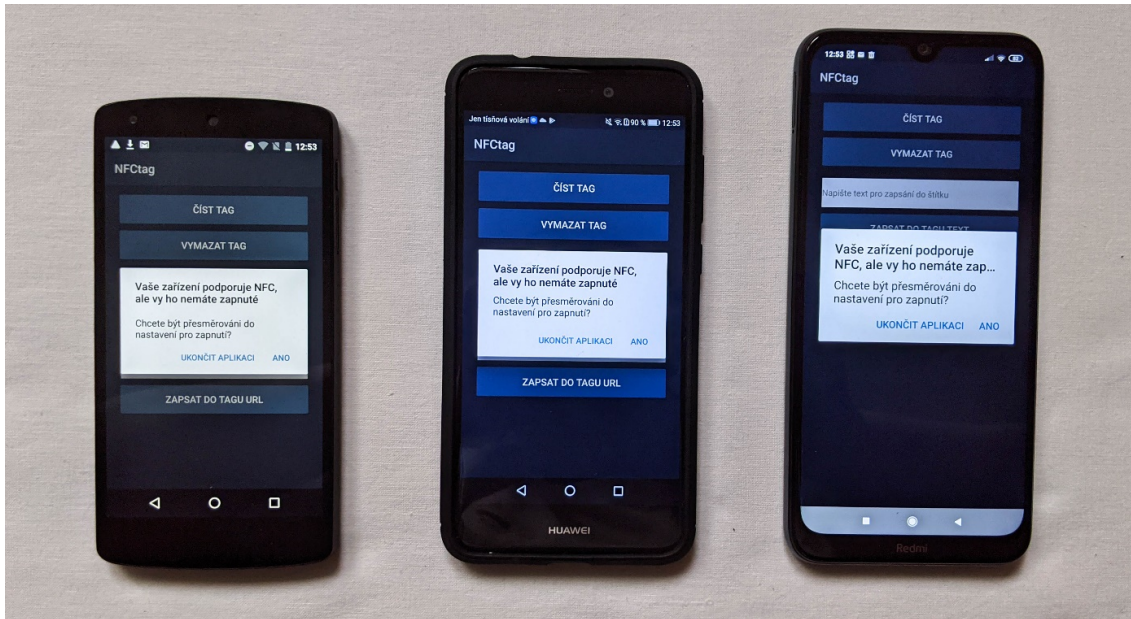 12:53
NFCtag
ČÍST TAG
VYMAZAT TAG
Vaše zařízení podporuje NFC,
ale vy ho nemáte zapnuté
Chcete být přesměrováni do
nastavení pro zapnutí?
UKONČIT APLIKACI ANO
ZAPSAT DO TAGU URL
Jen tísňová volání 90 % 12:53
NFCtag
ČÍST TAG
VYMAZAT TAG
Vaše zařízení podporuje NFC,
ale vy ho nemáte zapnuté
Chcete být přesměrováni do
nastavení pro zapnutí?
UKONČIT APLIKACI ANO
ZAPSAT DO TAGU URL
HUAWEI
12:53
NFCtag
ČÍST TAG
VYMAZAT TAG
Napište text pro zapsání do štítku
ZAPSAT DO TAGU TEXT
Vaše zařízení podporuje
NFC, ale vy ho nemáte zap...
Chcete být přesměrováni do
nastavení pro zapnutí?
UKONČIT APLIKACI ANO
Redmi